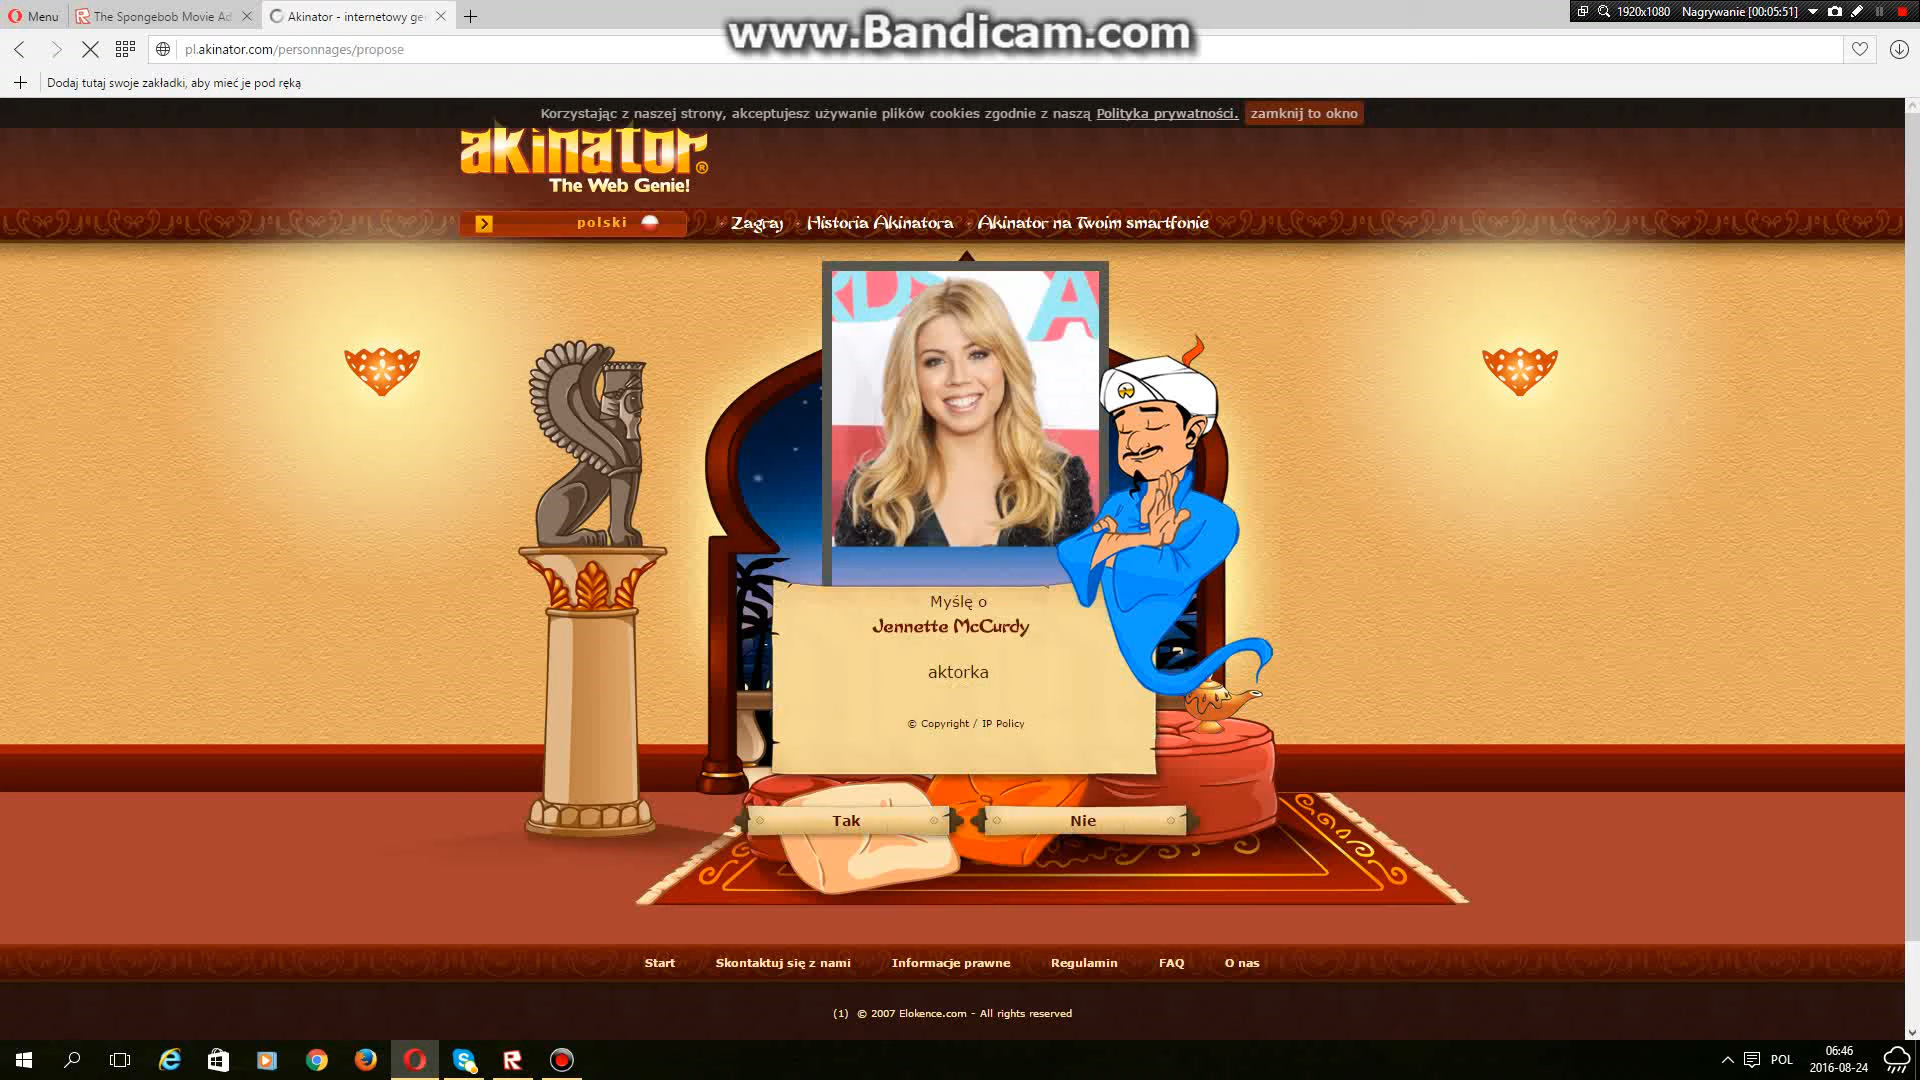 Menu
The Spongebob Movie Ad
Akinator - internetowy ge
www.Bandicam.com
1920x1080
Nagrywanie [00:05:51]
pl.akinator.com/personnages/propose
Dodaj tutaj swoje zakładki, aby mieć je pod ręką
Korzystając z naszej strony, akceptujesz używanie plików cookies zgodnie z naszą Polityka prywatności. zamknij to okno
akinator®
The Web Genie!
polski
Zagraj
Historia Akinatora
Akinator na Twoim smartfonie
A
Myślę o
Jennette McCurdy
aktorka
© Copyright / IP Policy
Tak
Nie
Start
Skontaktuj się z nami
Informacje prawne
Regulamin
FAQ
O nas
(1) © 2007 Elokence.com - All rights reserved
POL
06:46
2016-08-24